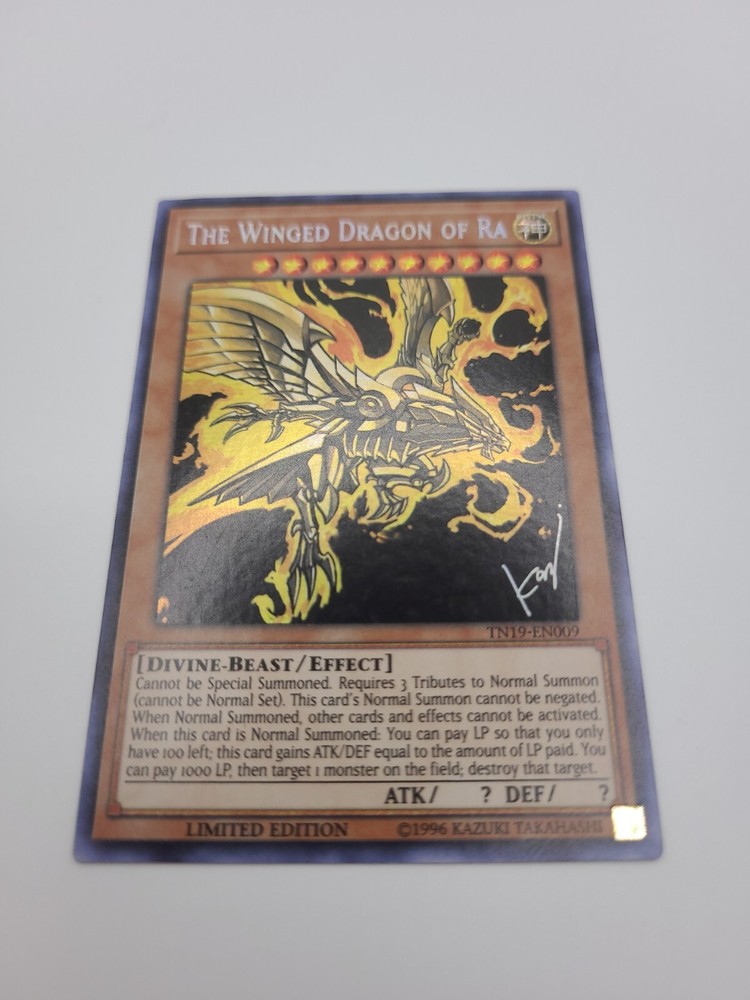 THE WINGED DRAGON OF RA
神
TN19-EN009
[DIVINE-BEAST/EFFECT]
Cannot be Special Summoned. Requires 3 Tributes to Normal Summon
(cannot be Normal Set). This card's Normal Summon cannot be negated.
When Normal Summoned, other cards and effects cannot be activated.
When this card is Normal Summoned: You can pay LP so that you only
have 100 left; this card gains ATK/DEF equal to the amount of LP paid. You
can pay 1000 LP, then target 1 monster on the field; destroy that target.
ATK/ ? DEF/ ?
LIMITED EDITION ©1996 KAZUKI TAKAHASHI